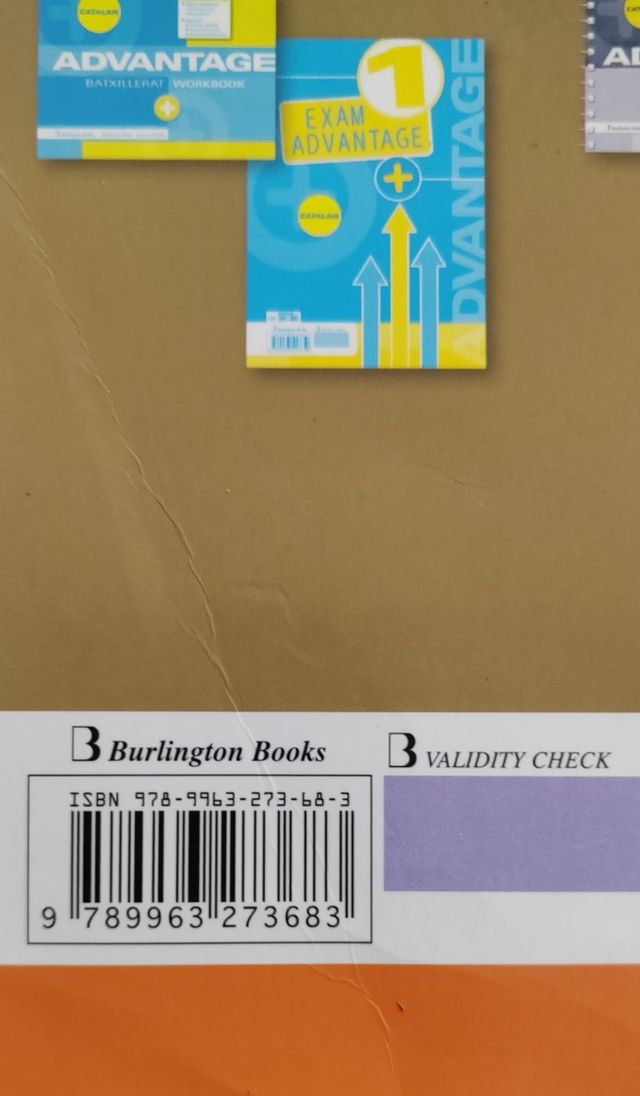 CATALAN
ADVANTAGE
BATXILLERAT WORKBOOK
1
EXAM
ADVANTAGE
CATALAN
ADVANTAGE
B Burlington Books
B VALIDITY CHECK
ISBN 978-9963-273-68-3
9 789963 273683